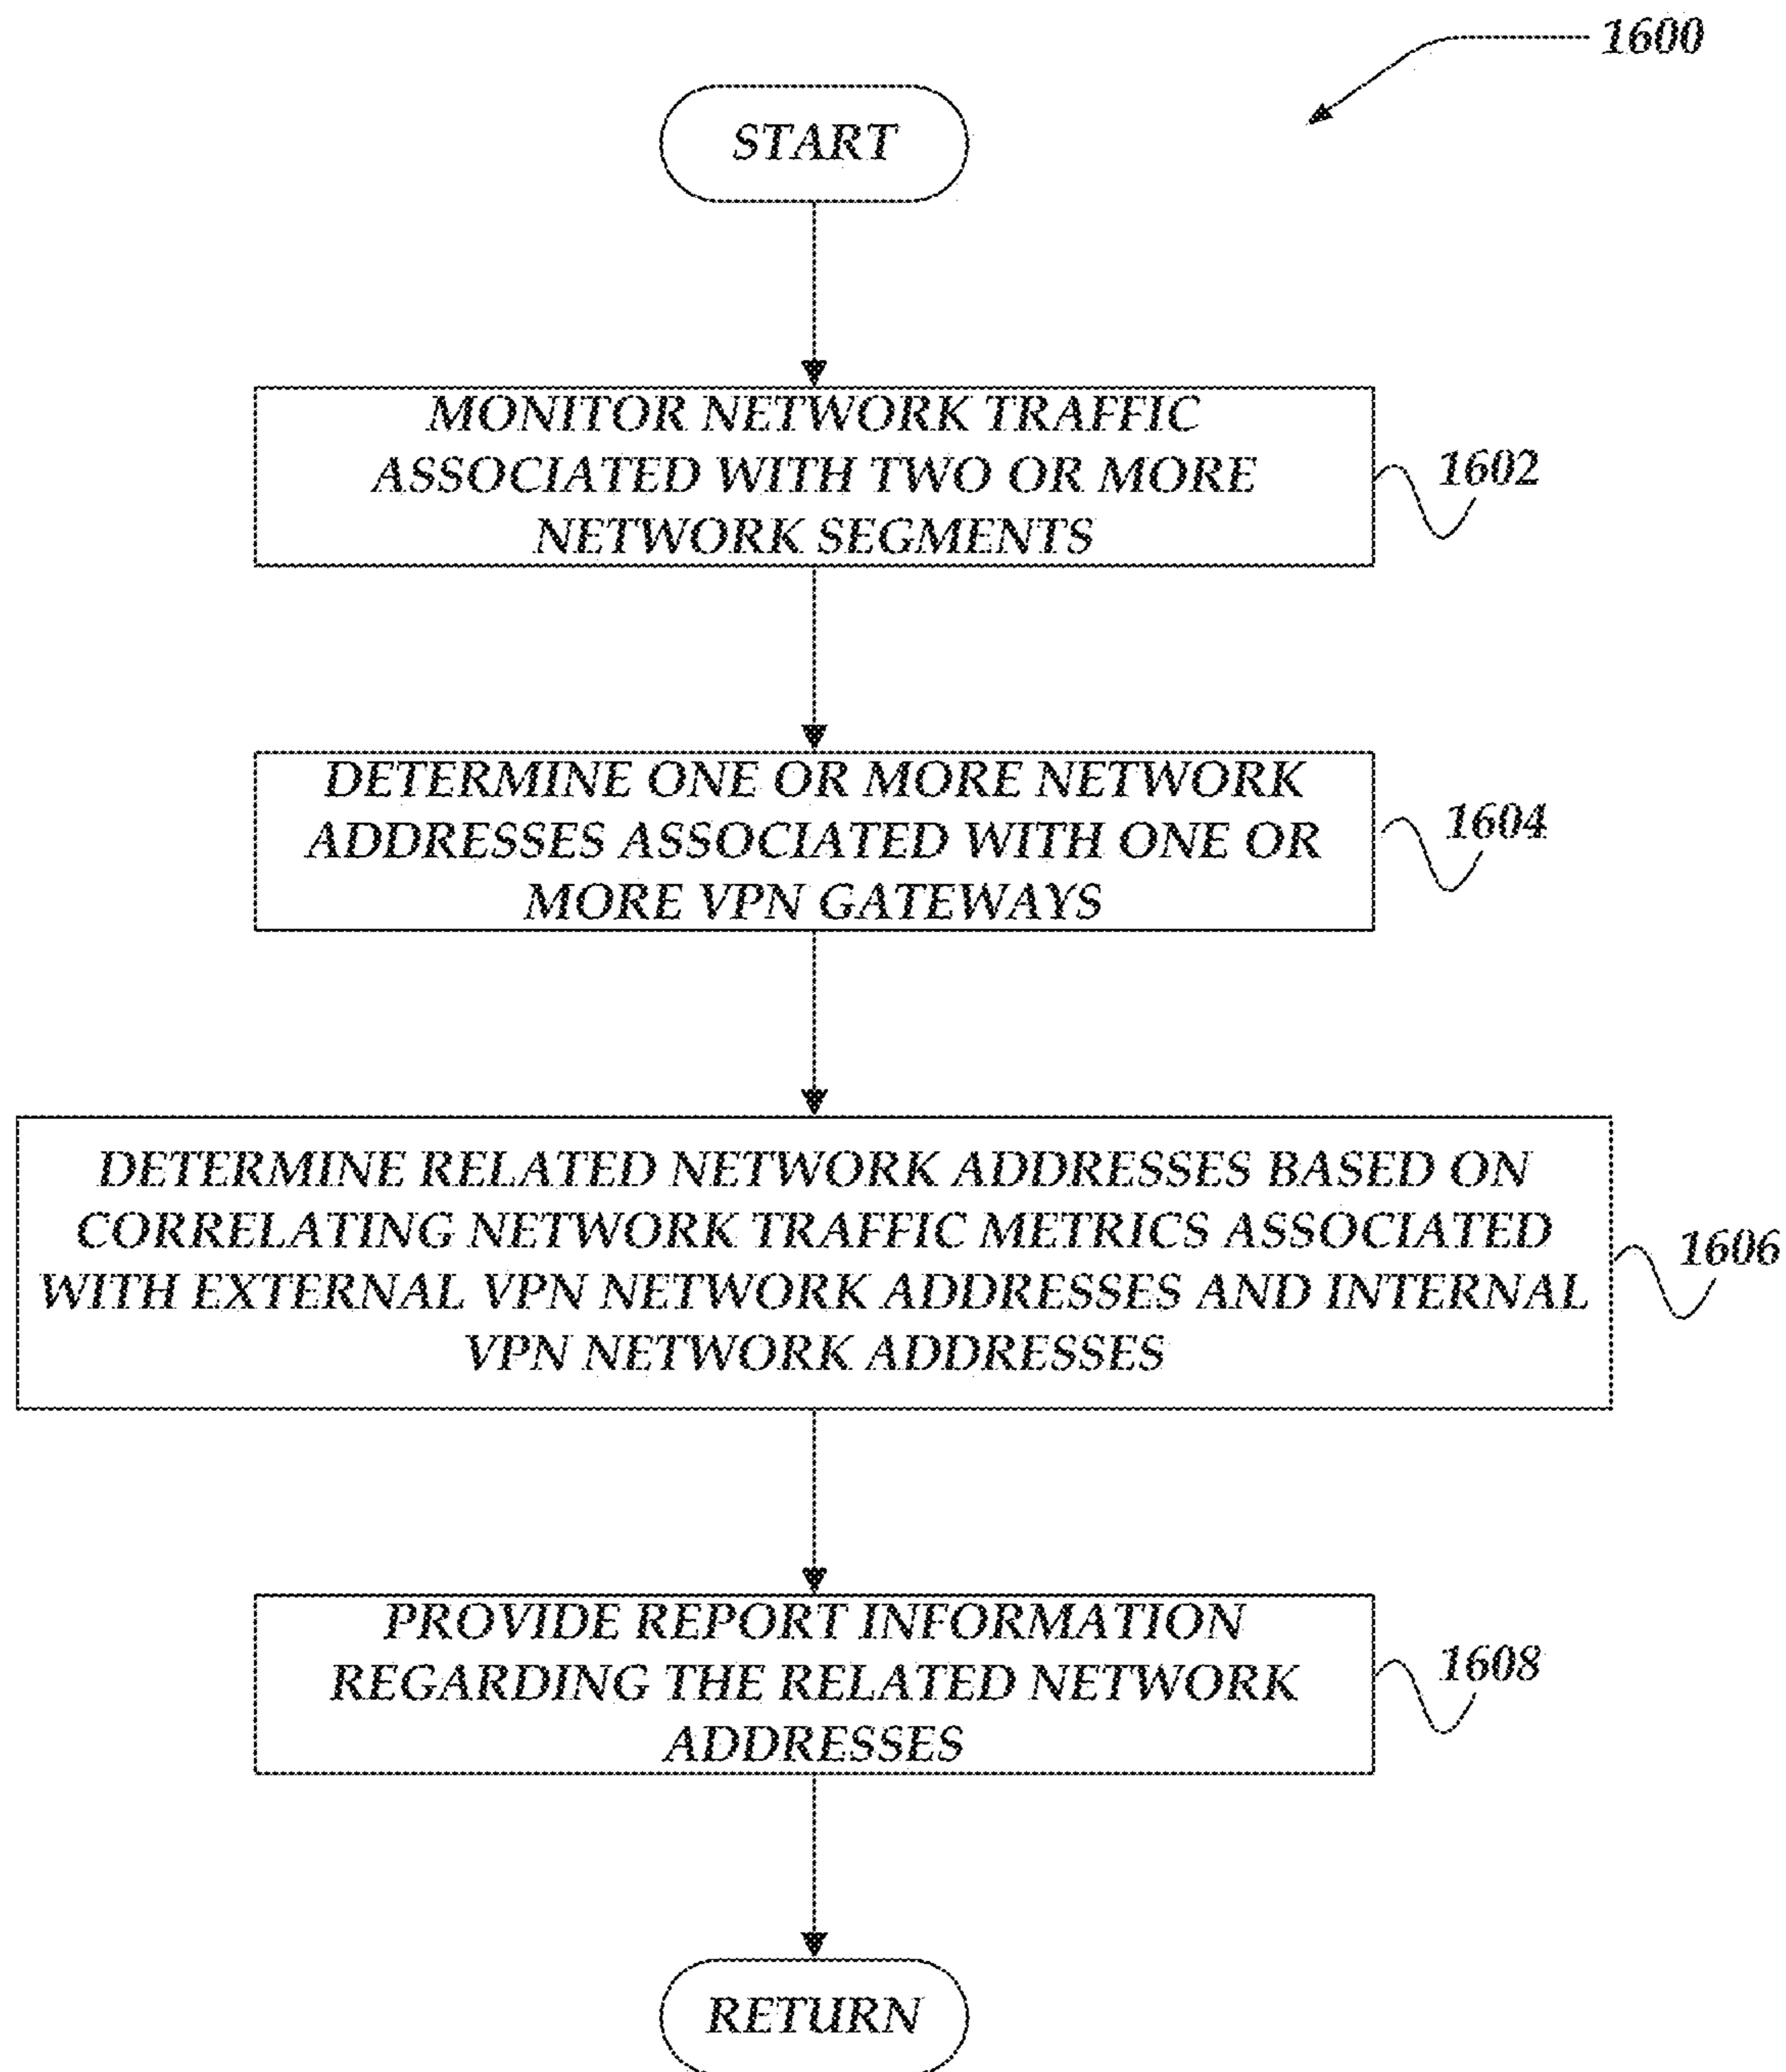 1600
START
MONITOR NETWORK TRAFFIC
ASSOCIATED WITH TWO OR MORE
NETWORK SEGMENTS
1602
DETERMINE ONE OR MORE NETWORK
ADDRESSES ASSOCIATED WITH ONE OR
MORE VPN GATEWAYS
1604
DETERMINE RELATED NETWORK ADDRESSES BASED ON
CORRELATING NETWORK TRAFFIC METRICS ASSOCIATED
WITH EXTERNAL VPN NETWORK ADDRESSES AND INTERNAL
VPN NETWORK ADDRESSES
1606
PROVIDE REPORT INFORMATION
REGARDING THE RELATED NETWORK
ADDRESSES
1608
RETURN